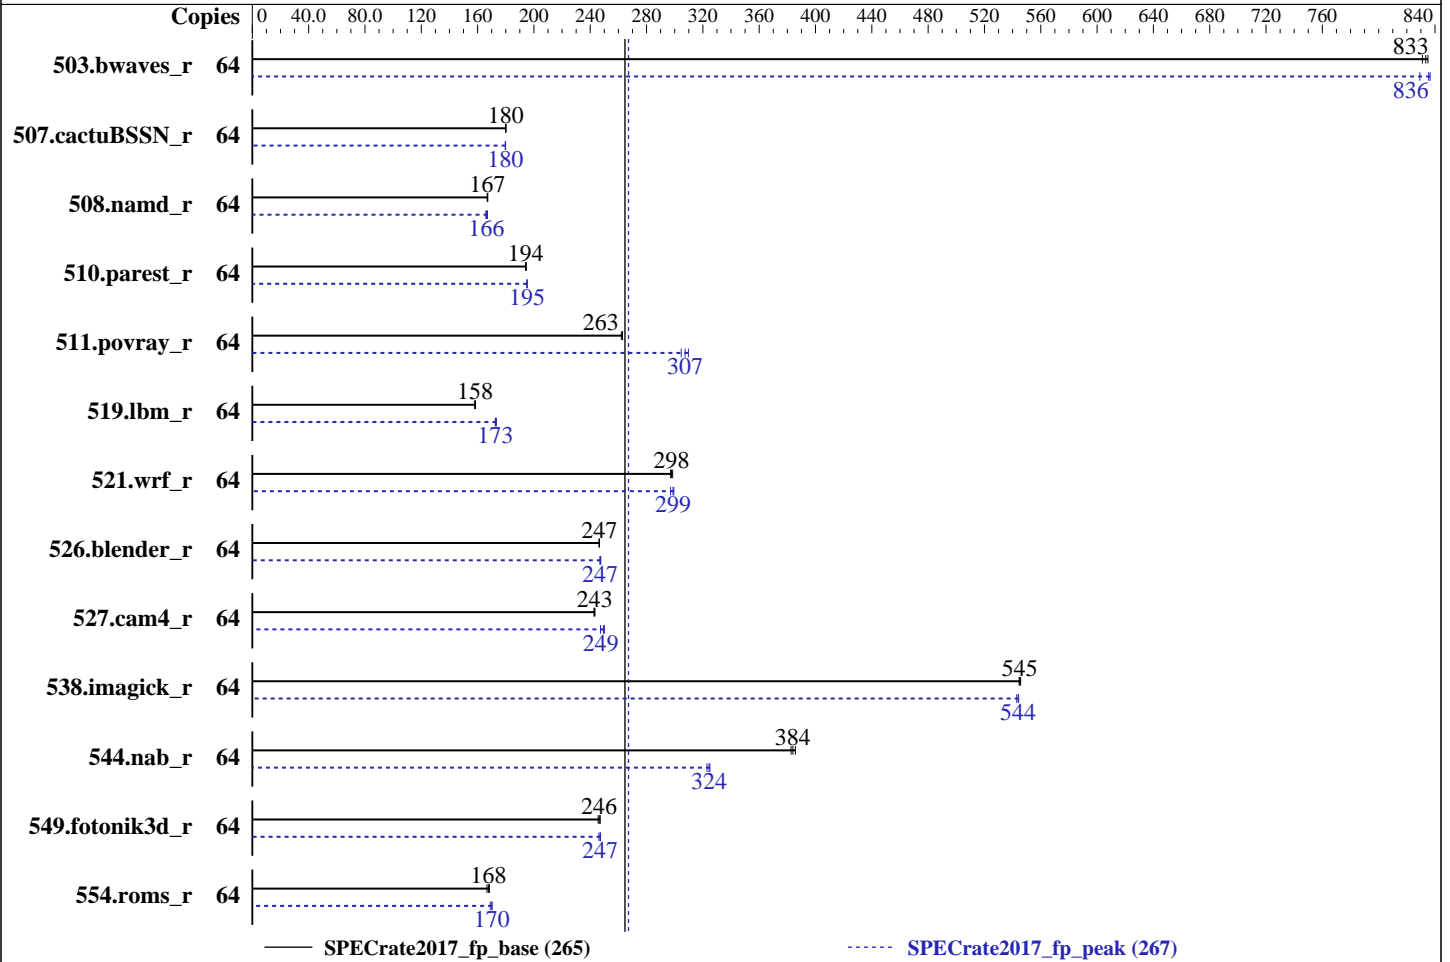 Copies 0 40.0 80.0 120 160 200 240 280 320 360 400 440 480 520 560 600 640 680 720 760 840
833
503.bwaves_r 64
836
180
507.cactuBSSN_r 64
180
167
508.namd_r 64
166
194
510.parest_r 64
195
263
511.povray_r 64
307
158
519.lbm_r 64
173
298
521.wrf_r 64
299
247
526.blender_r 64
247
243
527.cam4_r 64
249
545
538.imagick_r 64
544
384
544.nab_r 64
324
246
549.fotonik3d_r 64
247
168
554.roms_r 64
170
SPECrate2017_fp_base (265) SPECrate2017_fp_peak (267)